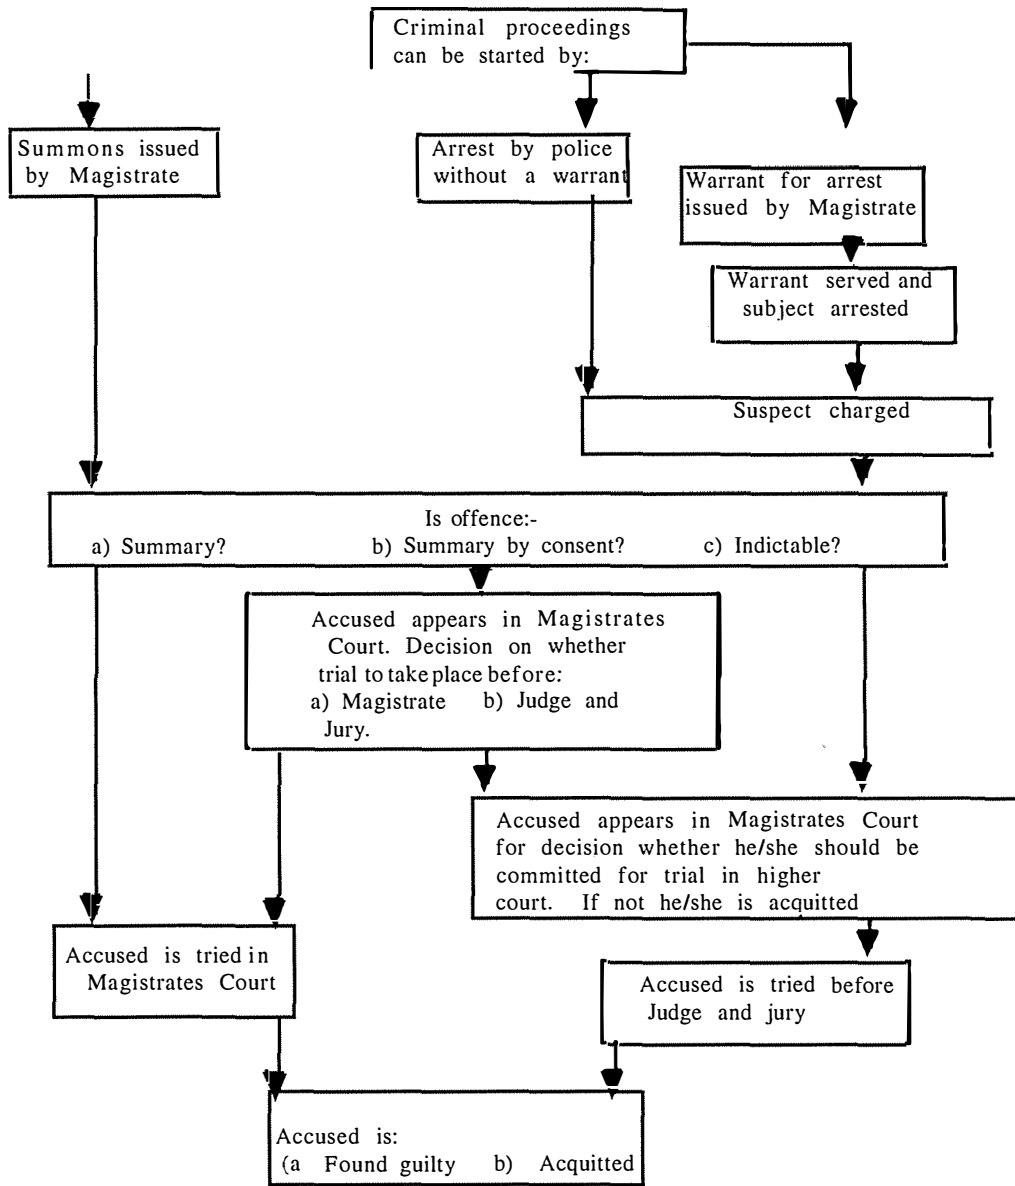 Criminal proceedings
can be started by:
Summons issued
by Magistrate
Arrest by police
without a warrant
Warrant for arrest
issued by Magistrate
Warrant served and
subject arrested
Suspect charged
Is offence:-
a) Summary? b) Summary by consent? c) Indictable?
Accused appears in Magistrates
Court. Decision on whether
trial to take place before:
a) Magistrate b) Judge and
Jury.
Accused appears in Magistrates Court
for decision whether he/she should be
committed for trial in higher
court. If not he/she is acquitted
Accused is tried in
Magistrates Court
Accused is tried before
Judge and jury
Accused is:
(a Found guilty b) Acquitted